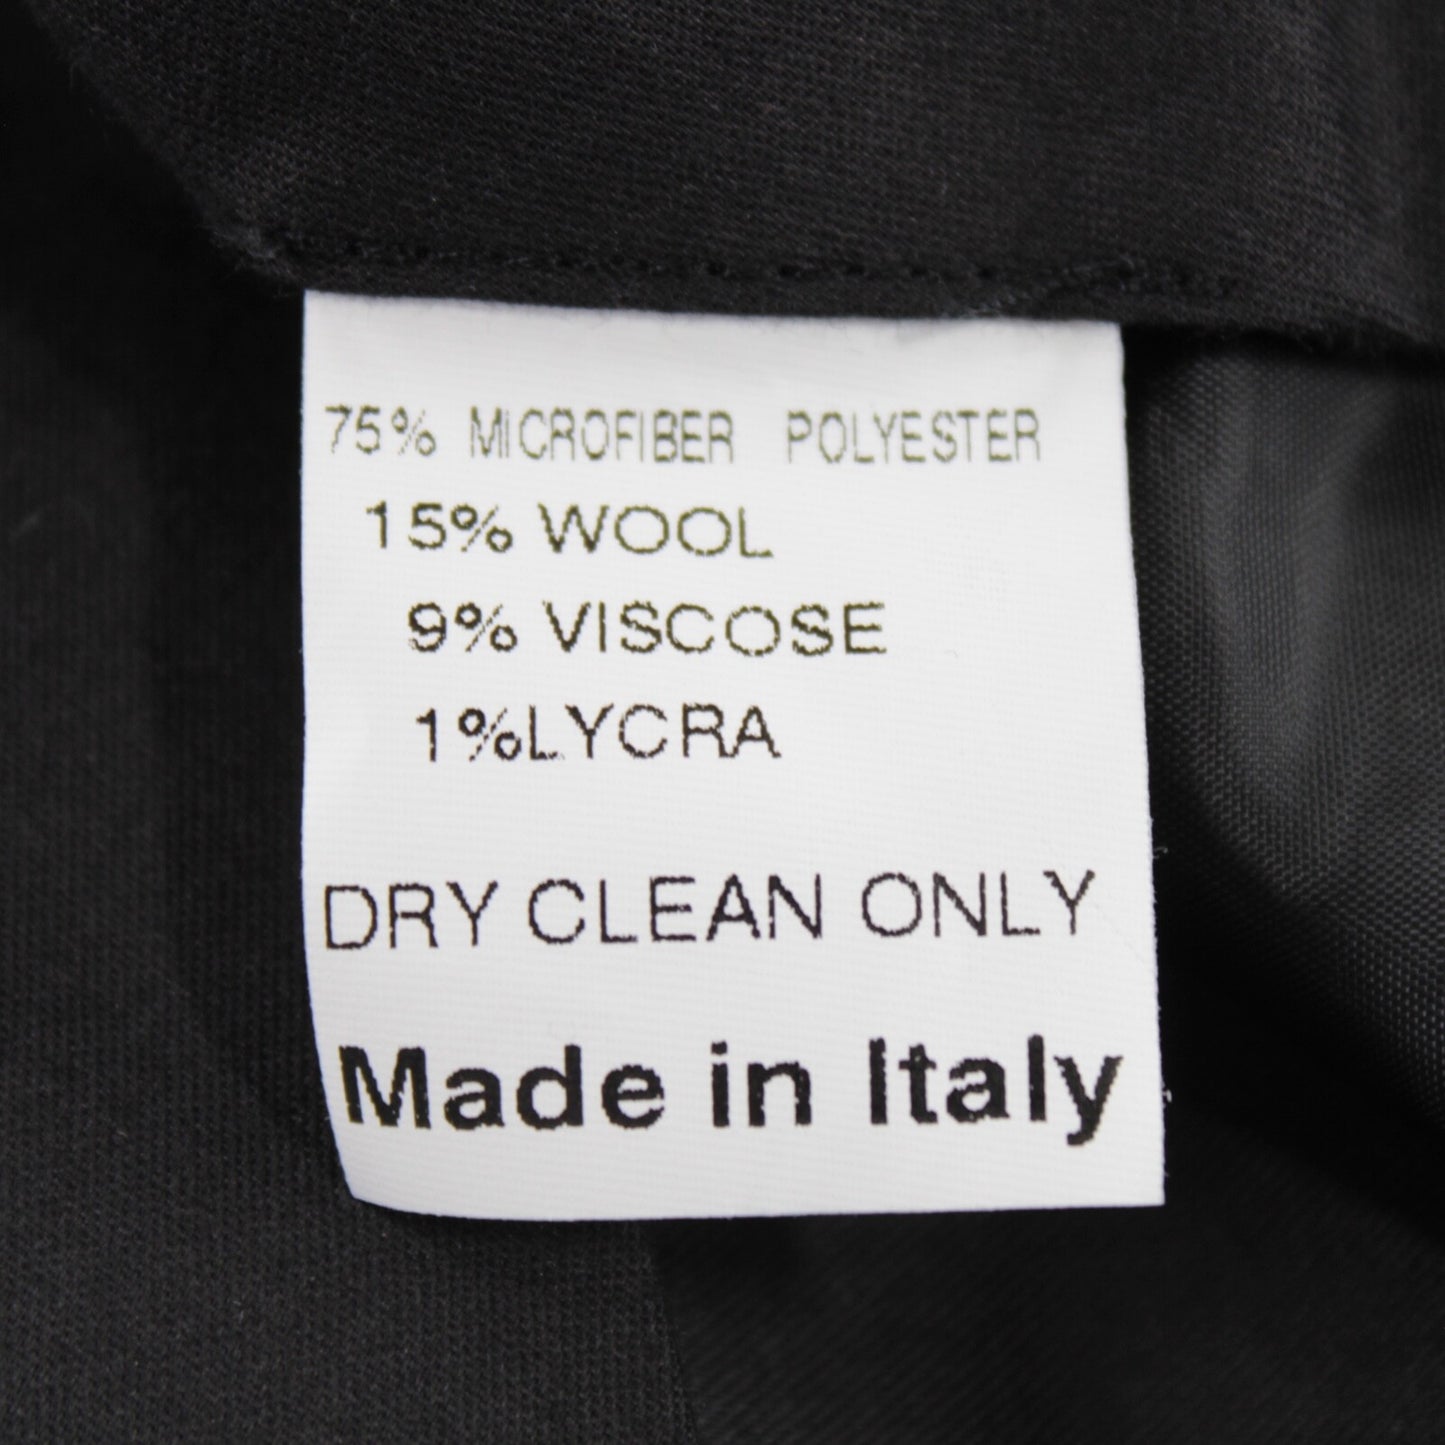 75% MICROFIBER POLYESTER
15% WOOL
9% VISCOSE
1%LYCRA
DRY CLEAN ONLY
Made in Italy